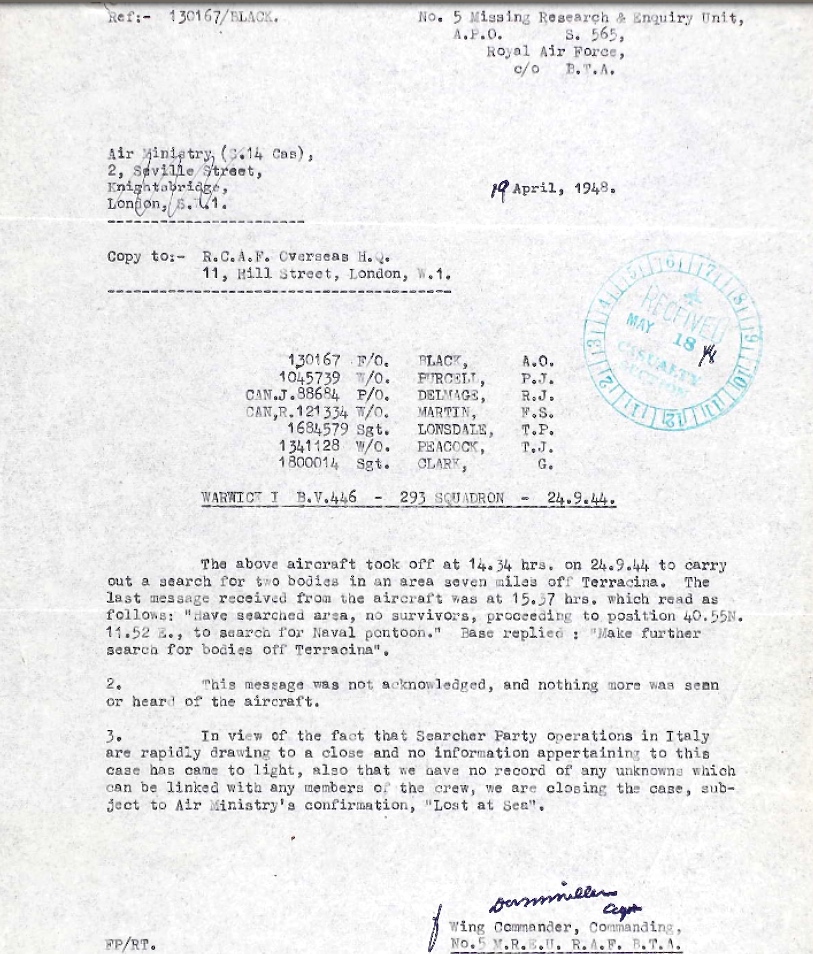 Ref:- 130167/BLACK.
No. 5 Missing Research & Enquiry Unit,
A.P.O. S. 565,
Royal Air Force,
c/o B.T.A.
Air Ministry (S.14 Cas),
2, Seville Street,
Knightsbridge,
London, S.W.1.
19 April, 1948.
Copy to:- R.C.A.F. Overseas H.Q.
11, Hill Street, London, W.1.
RECEIVED
MAY 18
CASUALTY
130167 F/O. BLACK, A.O.
1045739 W/O. PURCELL, P.J.
CAN.J.88684 P/O. DELMAGE, R.J.
CAN,R.121334 W/O. MARTIN, F.S.
1684579 Sgt. LONSDALE, T.P.
1341128 W/O. PEACOCK, T.J.
1800014 Sgt. CLARK, G.
WARWICK I B.V.446 - 293 SQUADRON - 24.9.44.
The above aircraft took off at 14.34 hrs. on 24.9.44 to carry
out a search for two bodies in an area seven miles off Terracina. The
last message received from the aircraft was at 15.37 hrs. which read as
follows: "Have searched area, no survivors, proceeding to position 40.55N.
11.52 E., to search for Naval pontoon." Base replied : "Make further
search for bodies off Terracina".
2. This message was not acknowledged, and nothing more was seen
or heard of the aircraft.
3. In view of the fact that Searcher Party operations in Italy
are rapidly drawing to a close and no information appertaining to this
case has came to light, also that we have no record of any unknowns which
can be linked with any members of the crew, we are closing the case, sub-
ject to Air Ministry's confirmation, "Lost at Sea".
Wing Commander, Commanding,
No.5 M.R.E.U. R.A.F. B.T.A.
FP/RT.